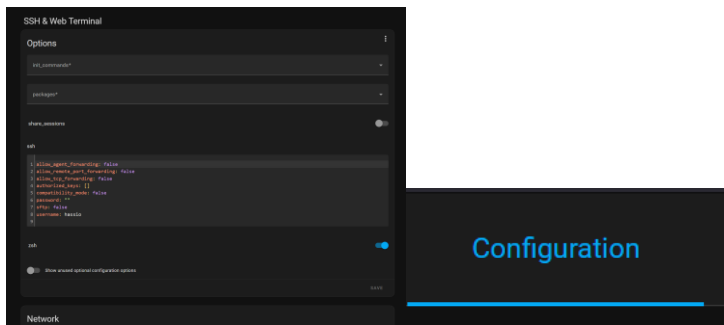 SSH & Web Terminal
Options
init_commands*
packages*
share_sessions
ssh
1 allow_agent_forwarding: false
2 allow_remote_port_forwarding: false
3 allow_tcp_forwarding: false
4 authorized_keys: []
5 compatibility_mode: false
6 password: ""
7 sftp: false
8 username: hassio
9
zsh
Show unused optional configuration options
SAVE
Network
Configuration